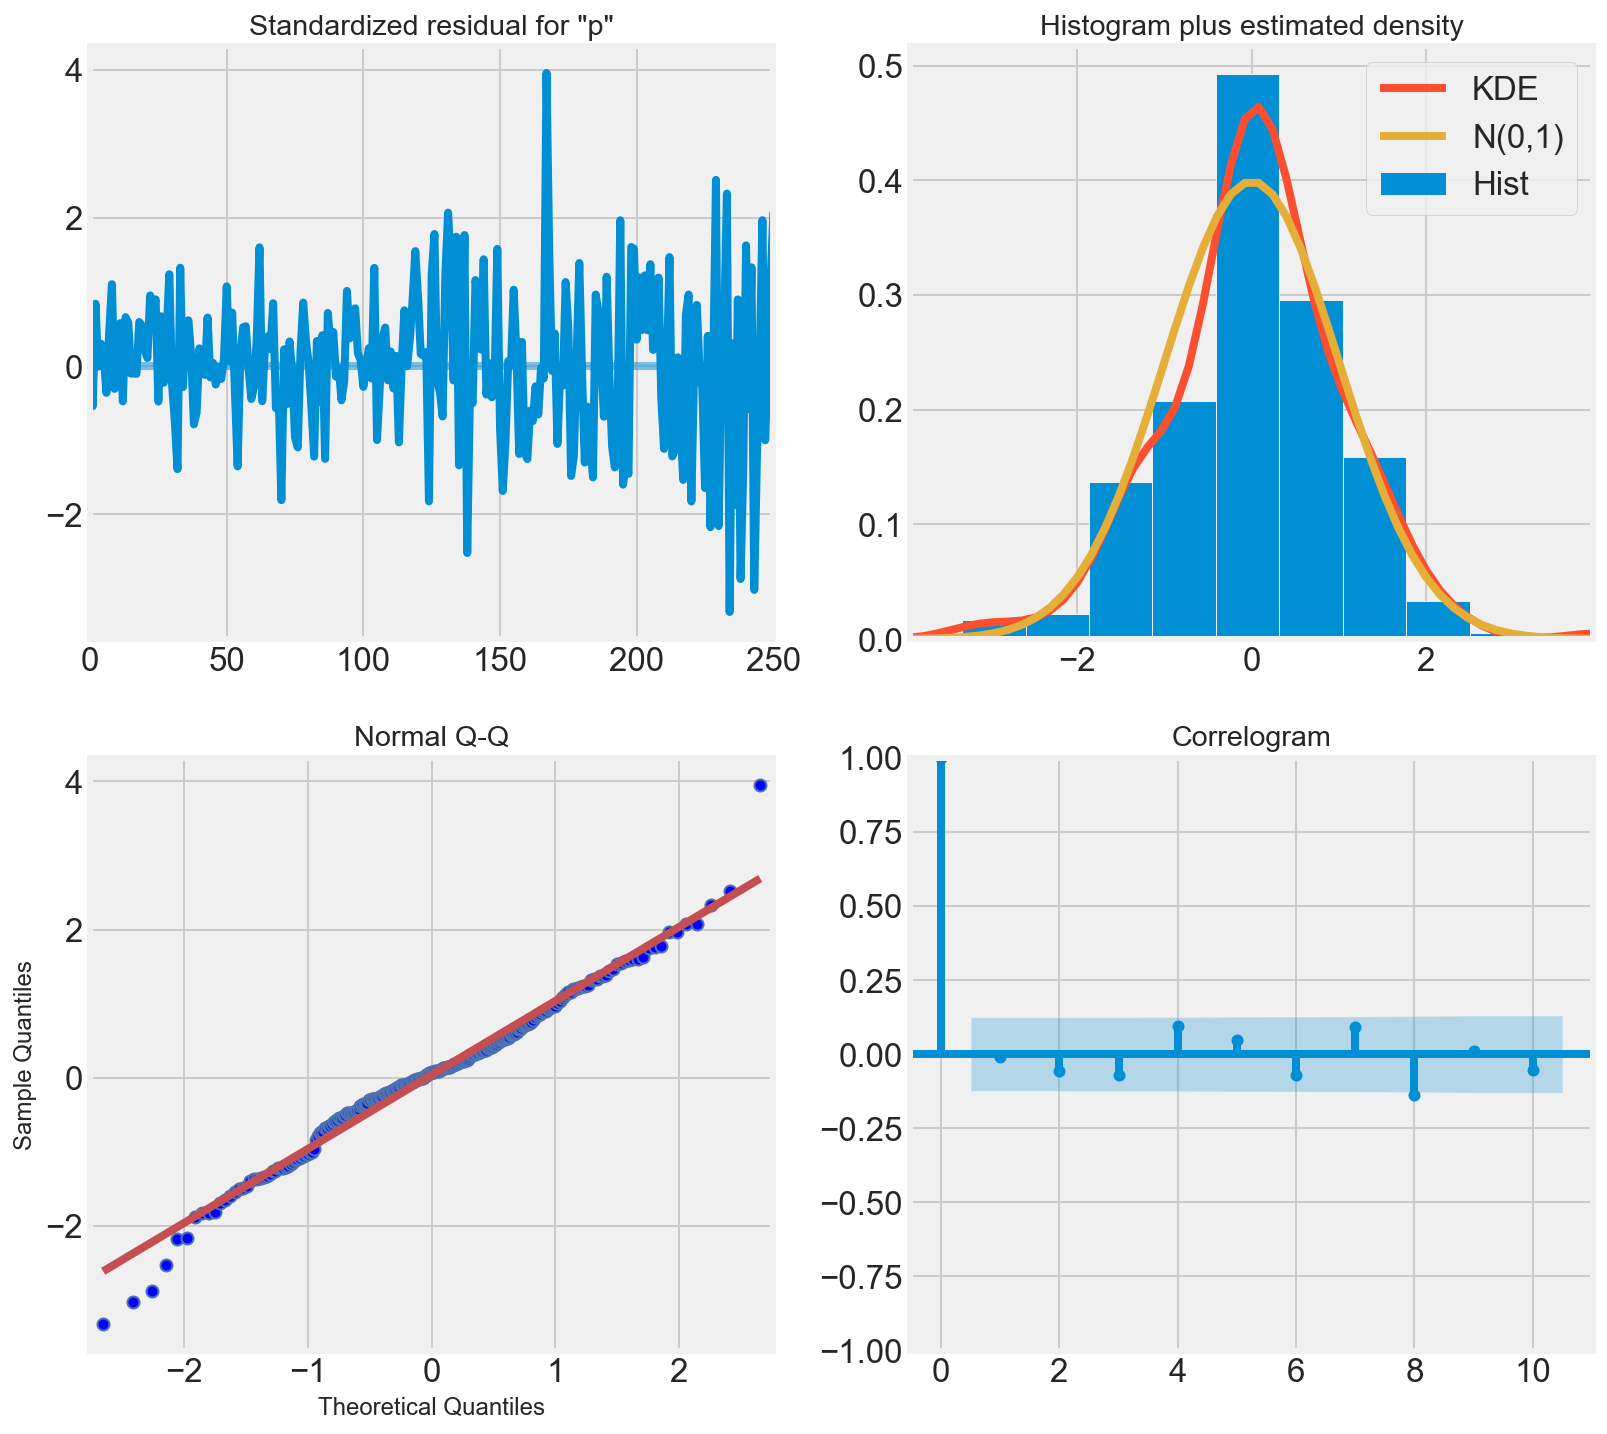 Standardized residual for "p"
4
2
0
−2
0 50 100 150 200 250
Histogram plus estimated density
0.5
0.4
0.3
0.2
0.1
0.0
−2 0 2
KDE
N(0,1)
Hist
Normal Q-Q
4
2
0
−2
Sample Quantiles
−2 −1 0 1 2
Theoretical Quantiles
Correlogram
1.00
0.75
0.50
0.25
0.00
−0.25
−0.50
−0.75
−1.00
0 2 4 6 8 10